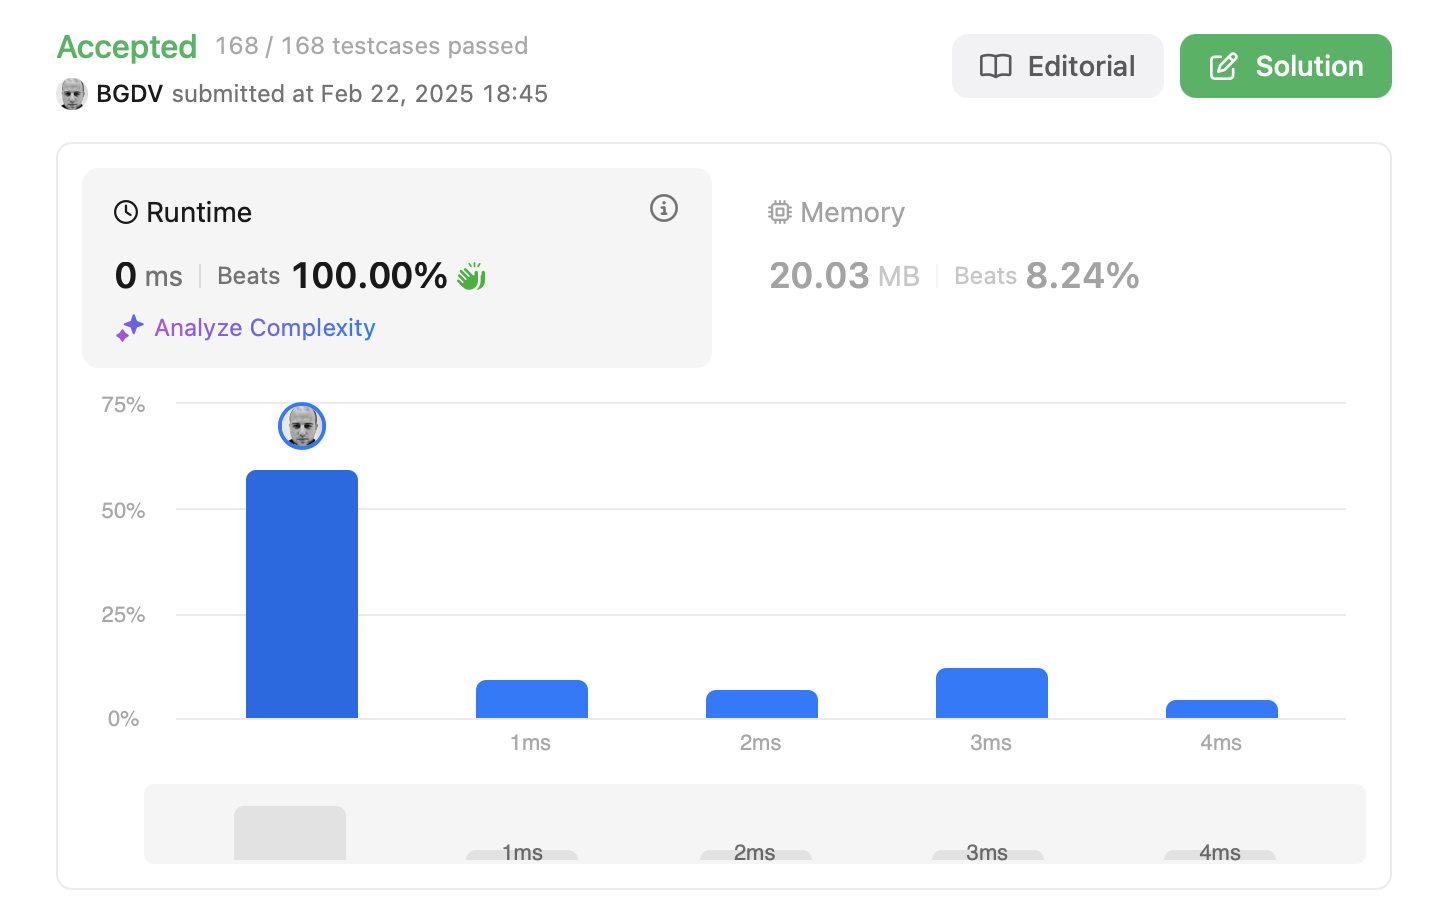 Accepted 168 / 168 testcases passed
BGDV submitted at Feb 22, 2025 18:45
Editorial
Solution
Runtime
0 ms Beats 100.00%
Analyze Complexity
Memory
20.03 MB Beats 8.24%
75%
50%
25%
0%
1ms 2ms 3ms 4ms
1ms 2ms 3ms 4ms